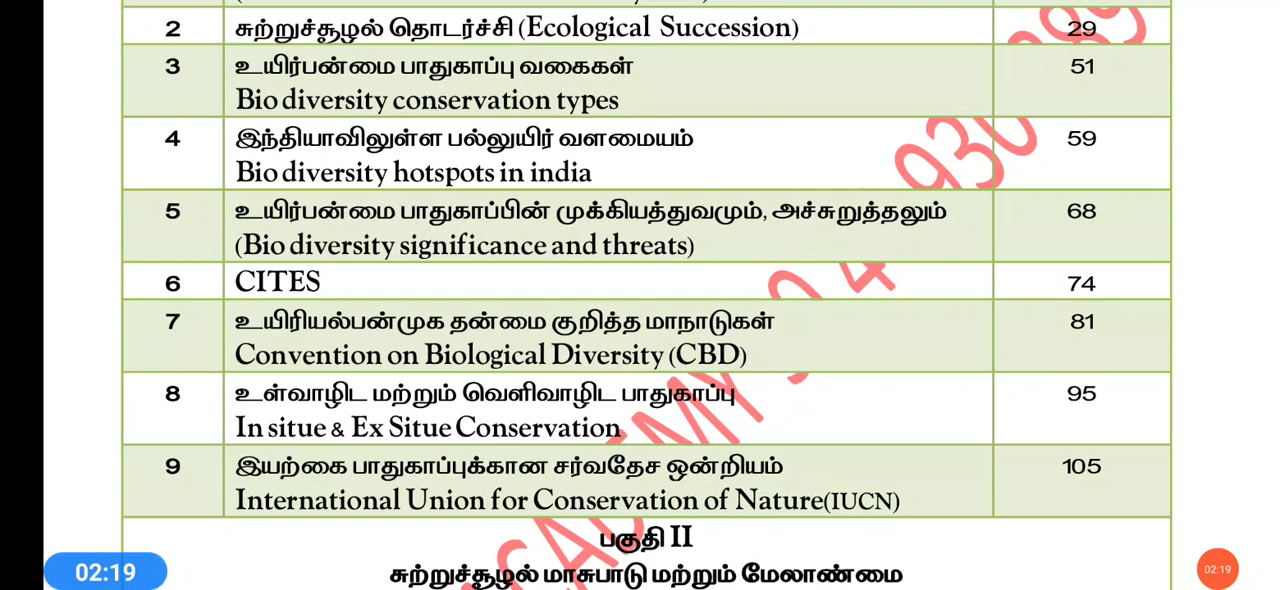 2 சுற்றுச்சூழல் தொடர்ச்சி (Ecological Succession) 29
3 உயிர்பன்மை பாதுகாப்பு வகைகள் 51
Bio diversity conservation types
4 இந்தியாவிலுள்ள பல்லுயிர் வளமையம் 59
Bio diversity hotspots in india
5 உயிர்பன்மை பாதுகாப்பின் முக்கியத்துவமும், அச்சுறுத்தலும் 68
(Bio diversity significance and threats)
6 CITES 74
7 உயிரியல்பன்முக தன்மை குறித்த மாநாடுகள் 81
Convention on Biological Diversity (CBD)
8 உள்வாழிட மற்றும் வெளிவாழிட பாதுகாப்பு 95
In situe & Ex Situe Conservation
9 இயற்கை பாதுகாப்புக்கான சர்வதேச ஒன்றியம் 105
International Union for Conservation of Nature(IUCN)
பகுதி II
சுற்றுச்சூழல் மாசுபாடு மற்றும் மேலாண்மை
02:19
02:19